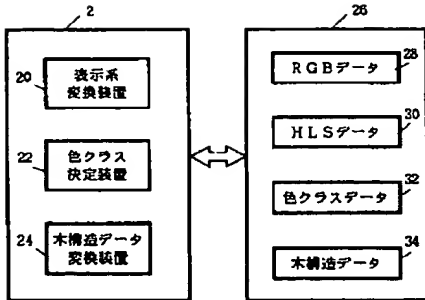 2
26
20
表示系
変換装置
22
色クラス
決定装置
24
木構造データ
変換装置
RGBデータ
28
HLSデータ
30
色クラスデータ
32
木構造データ
34